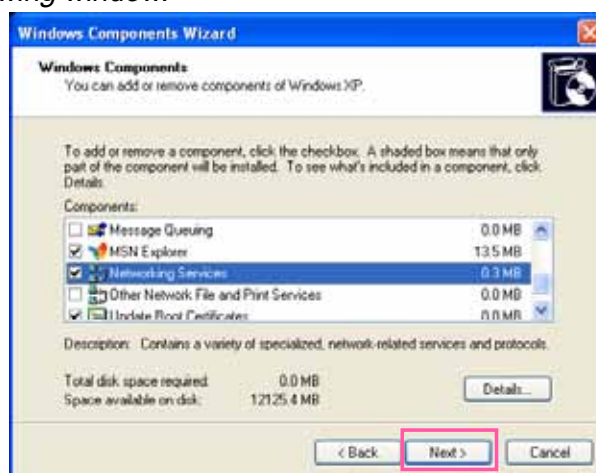 Windows Components Wizard
Windows Components
You can add or remove components of Windows XP.
To add or remove a component, click the checkbox. A shaded box means that only
part of the component will be installed. To see what's included in a component, click
Details.
Components:
Message Queuing 0.0 MB
MSN Explorer 13.5 MB
Networking Services 0.3 MB
Other Network File and Print Services 0.0 MB
Update Root Certificates 0.0 MB
Description: Contains a variety of specialized, network-related services and protocols.
Total disk space required: 0.0 MB
Space available on disk: 12125.4 MB
Details...
< Back Next > Cancel